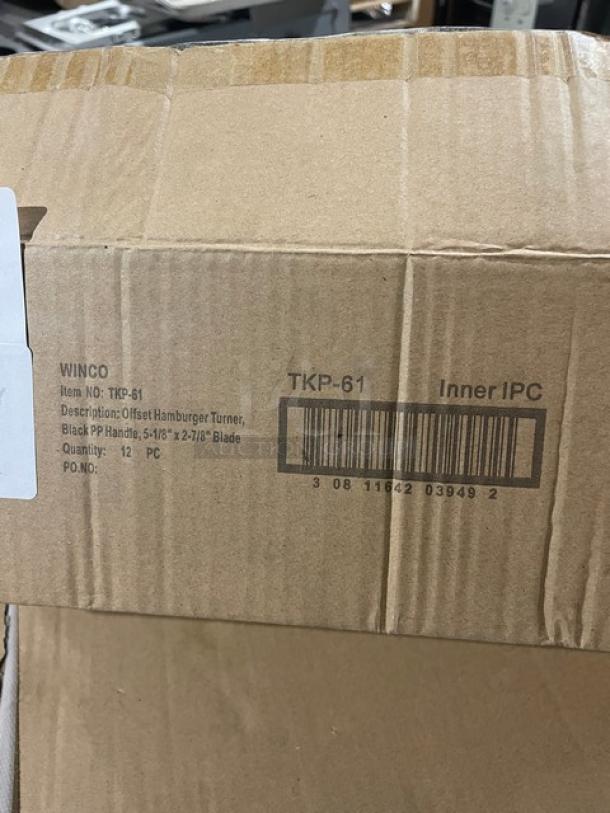 WINCO
Item NO: TKP-61
Description: Offset Hamburger Turner,
Black PP Handle, 5-1/8" x 2-7/8" Blade
Quantity: 12 PC
PO.NO:
TKP-61 Inner IPC
3 08 11642 03949 2